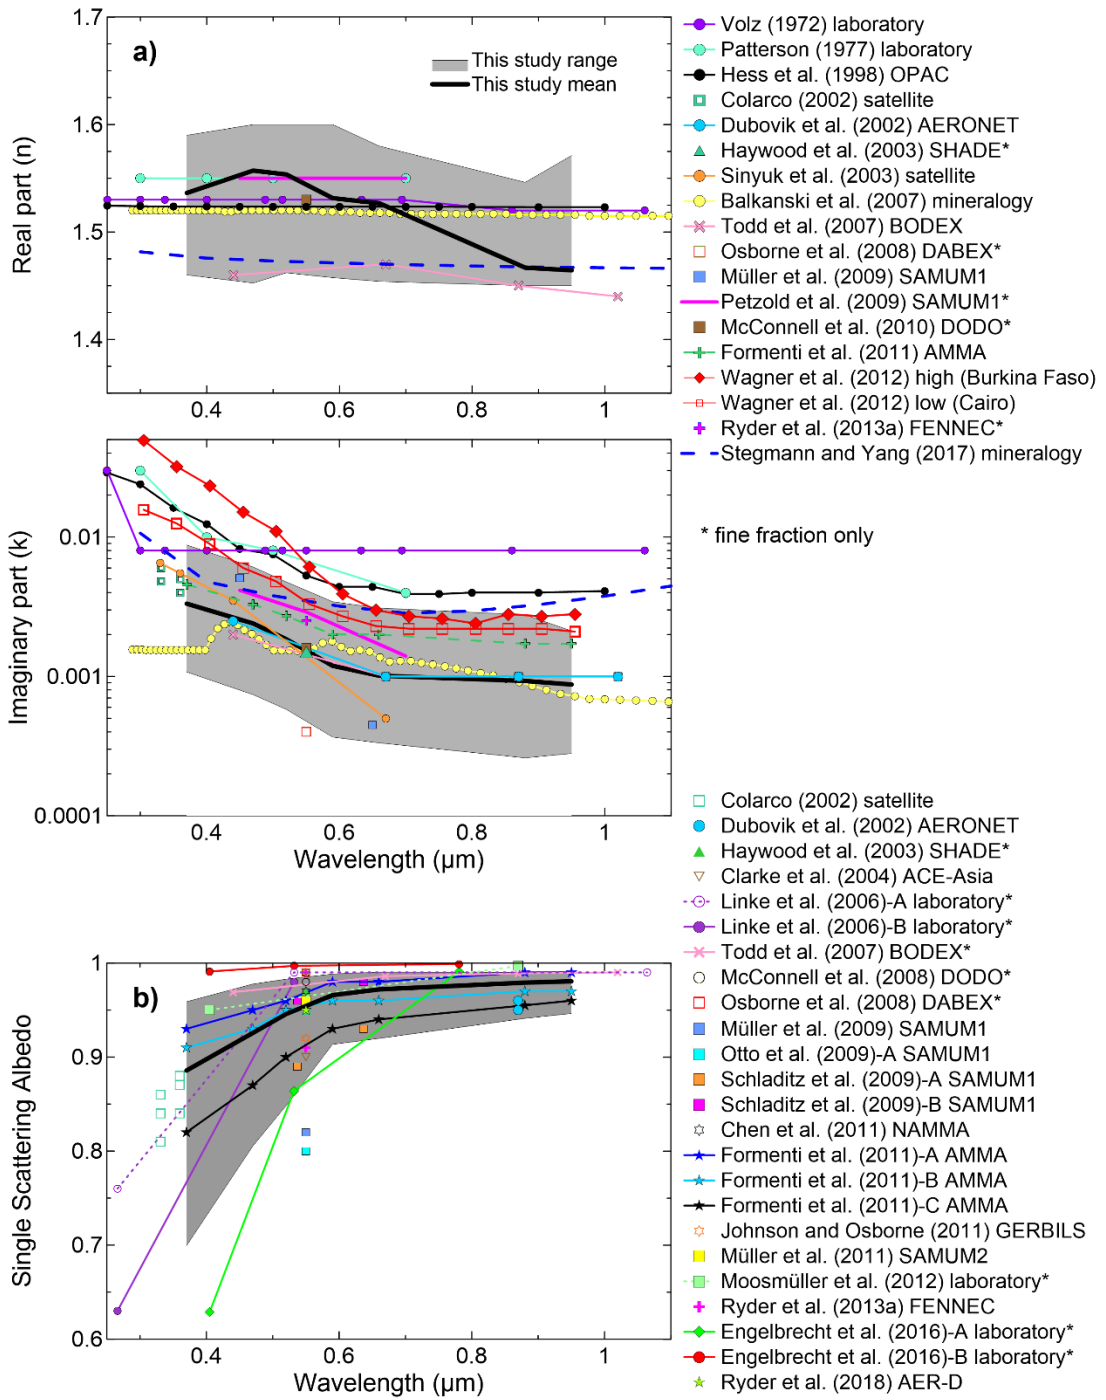 a)
This study range
This study mean
1.7
1.6
1.5
1.4
Real part (n)
0.4
0.6
0.8
1
Volz (1972) laboratory
Patterson (1977) laboratory
Hess et al. (1998) OPAC
Colarco (2002) satellite
Dubovik et al. (2002) AERONET
Haywood et al. (2003) SHADE*
Sinyuk et al. (2003) satellite
Balkanski et al. (2007) mineralogy
Todd et al. (2007) BODEX
Osborne et al. (2008) DABEX*
Müller et al. (2009) SAMUM1
Petzold et al. (2009) SAMUM1*
McConnell et al. (2010) DODO*
Formenti et al. (2011) AMMA
Wagner et al. (2012) high (Burkina Faso)
Wagner et al. (2012) low (Cairo)
Ryder et al. (2013a) FENNEC*
Stegmann and Yang (2017) mineralogy
* fine fraction only
0.01
0.001
0.0001
Imaginary part (k)
0.4
0.6
0.8
1
Wavelength (µm)
b)
1
0.9
0.8
0.7
0.6
Single Scattering Albedo
0.4
0.6
0.8
1
Wavelength (µm)
Colarco (2002) satellite
Dubovik et al. (2002) AERONET
Haywood et al. (2003) SHADE*
Clarke et al. (2004) ACE-Asia
Linke et al. (2006)-A laboratory*
Linke et al. (2006)-B laboratory*
Todd et al. (2007) BODEX*
McConnell et al. (2008) DODO*
Osborne et al. (2008) DABEX*
Müller et al. (2009) SAMUM1
Otto et al. (2009)-A SAMUM1
Schladitz et al. (2009)-A SAMUM1
Schladitz et al. (2009)-B SAMUM1
Chen et al. (2011) NAMMA
Formenti et al. (2011)-A AMMA
Formenti et al. (2011)-B AMMA
Formenti et al. (2011)-C AMMA
Johnson and Osborne (2011) GERBILS
Müller et al. (2011) SAMUM2
Moosmüller et al. (2012) laboratory*
Ryder et al. (2013a) FENNEC
Engelbrecht et al. (2016)-A laboratory*
Engelbrecht et al. (2016)-B laboratory*
Ryder et al. (2018) AER-D